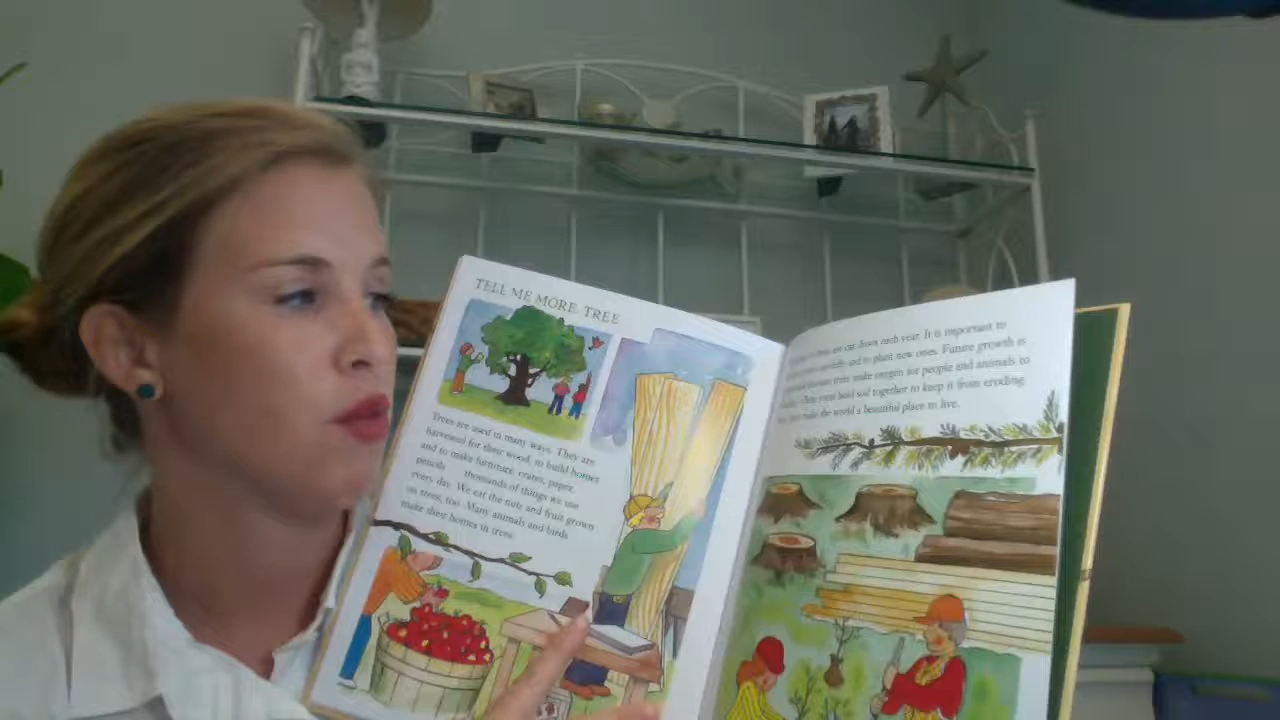 TELL ME MORE, TREE
Trees are used in many ways. They are
harvested for their wood, to build homes
and to make furniture, crates, paper,
pencils thousands of things we use
every day. We eat the nuts and fruit grown
on trees, too. Many animals and birds
make their homes in trees.
are cut down each year. It is important to
and to plant new ones. Future growth is
trees make oxygen for people and animals to
hold soil together to keep it from eroding.
make the world a beautiful place to live.